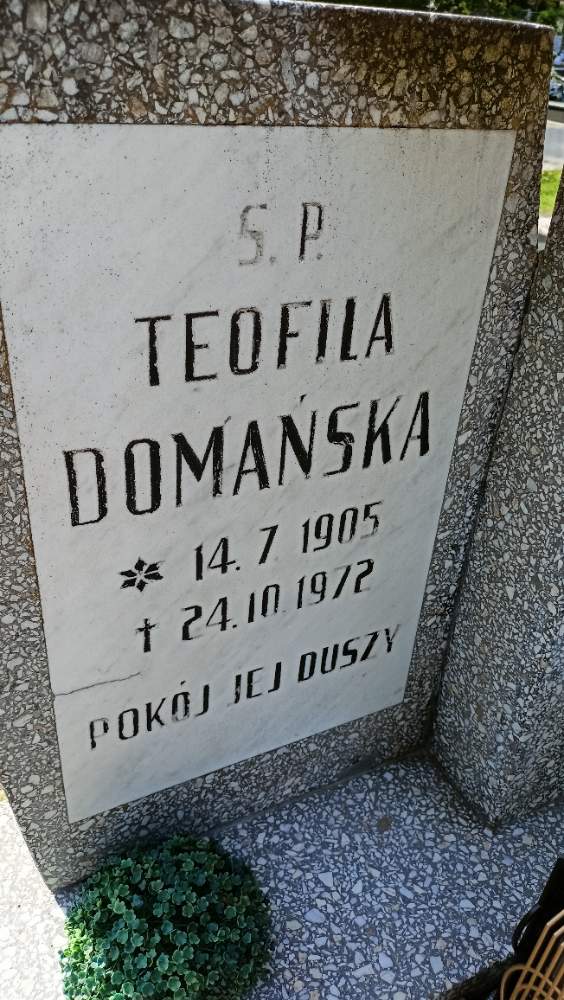 S. P.
TEOFILA
DOMAŃSKA
* 14. 7 1905
† 24. 10. 1972
POKÓJ JEJ DUSZY